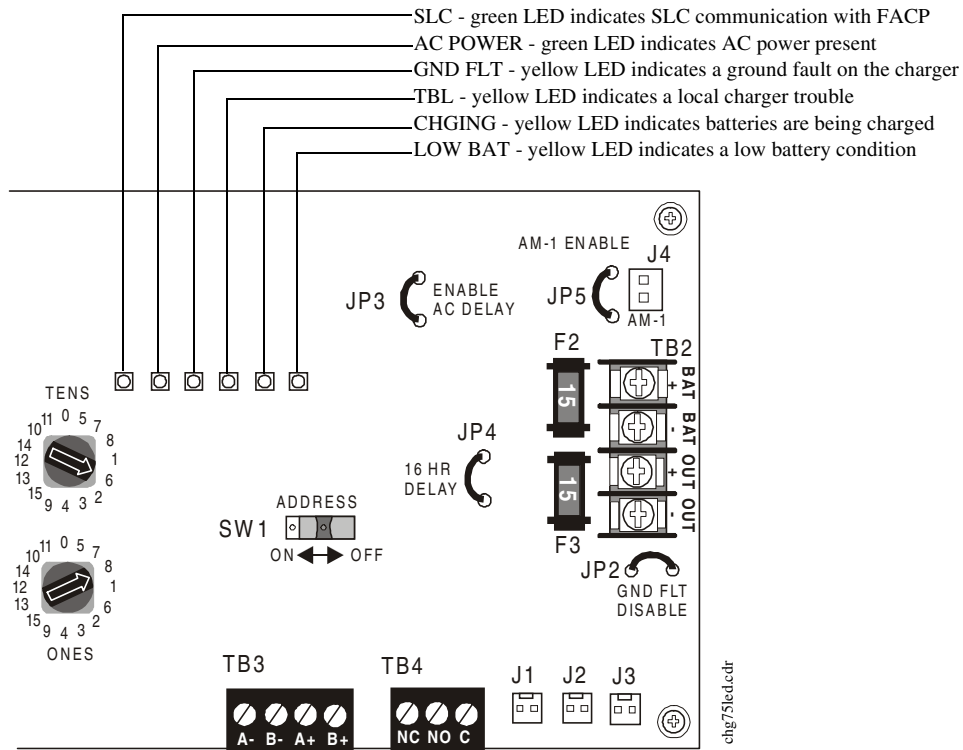 SLC - green LED indicates SLC communication with FACP
AC POWER - green LED indicates AC power present
GND FLT - yellow LED indicates a ground fault on the charger
TBL - yellow LED indicates a local charger trouble
CHGING - yellow LED indicates batteries are being charged
LOW BAT - yellow LED indicates a low battery condition
AM-1 ENABLE
J4
JP3
ENABLE
AC DELAY
JP5
AM-1
F2
TB2
15
BAT +
BAT -
OUT +
OUT -
TENS
0 5 7 8 1 6 2 3 4 9 15 13 12 14 10 11
JP4
16 HR
DELAY
15
F3
ADDRESS
SW1
ON OFF
JP2
GND FLT
DISABLE
0 5 7 8 1 6 2 3 4 9 15 13 12 14 10 11
ONES
TB3
A- B- A+ B+
TB4
NC NO C
J1
J2
J3
chg75led.cdr